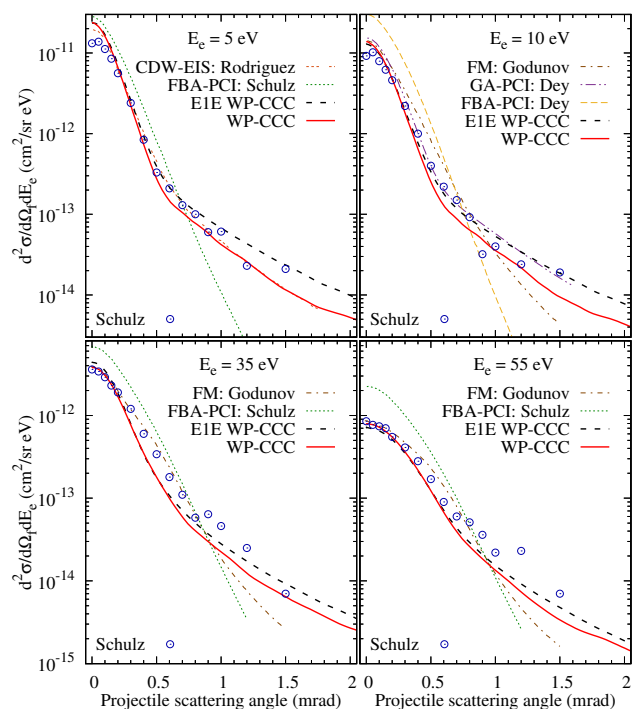 E_e = 5 eV
CDW-EIS: Rodriguez
FBA-PCI: Schulz
E1E WP-CCC
WP-CCC
10^-11
10^-12
10^-13
10^-14
d²σ/dΩ_fdE_e (cm²/sr eV)
Schulz
E_e = 10 eV
FM: Godunov
GA-PCI: Dey
FBA-PCI: Dey
E1E WP-CCC
WP-CCC
Schulz
E_e = 35 eV
FM: Godunov
FBA-PCI: Schulz
E1E WP-CCC
WP-CCC
10^-12
10^-13
10^-14
10^-15
d²σ/dΩ_fdE_e (cm²/sr eV)
Schulz
0 0.5 1 1.5 2
Projectile scattering angle (mrad)
E_e = 55 eV
FM: Godunov
FBA-PCI: Schulz
E1E WP-CCC
WP-CCC
Schulz
0 0.5 1 1.5 2
Projectile scattering angle (mrad)